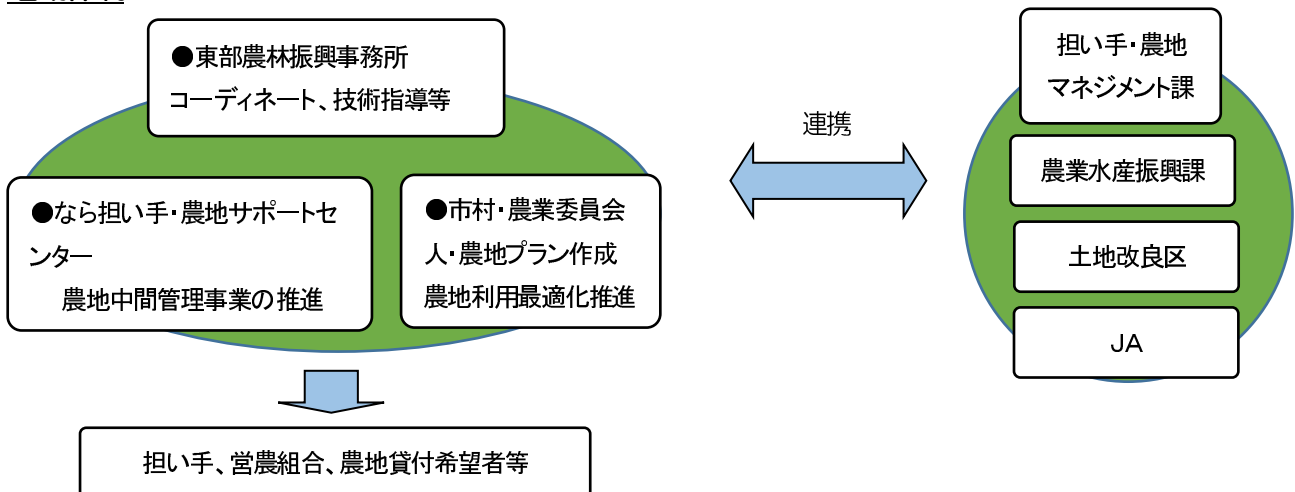 ●東部農林振興事務所
コーディネート、技術指導等
●なら担い手・農地サポートセ
ンター
農地中間管理事業の推進
●市村・農業委員会
人・農地プラン作成
農地利用最適化推進
担い手、営農組合、農地貸付希望者等
連携
担い手・農地
マネジメント課
農業水産振興課
土地改良区
JA